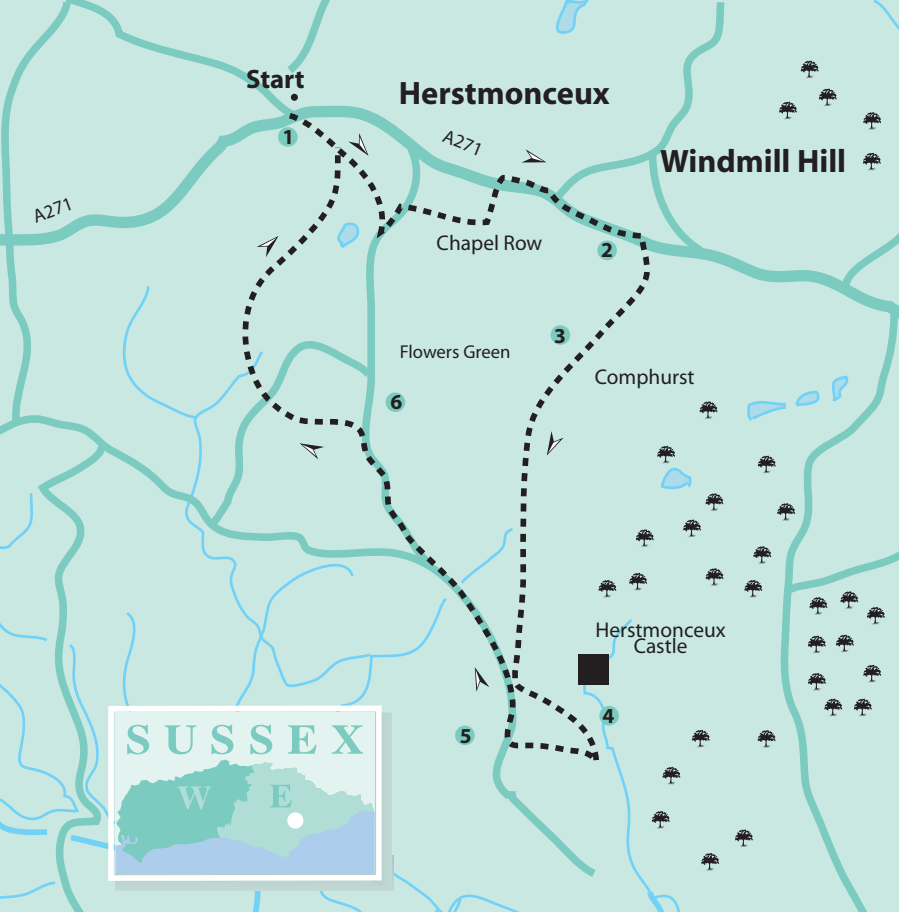 Start
Herstmonceux
1
A271
Windmill Hill
A271
Chapel Row
2
3
Flowers Green
Comphurst
6
Herstmonceux
Castle
4
5
SUSSEX
W
E